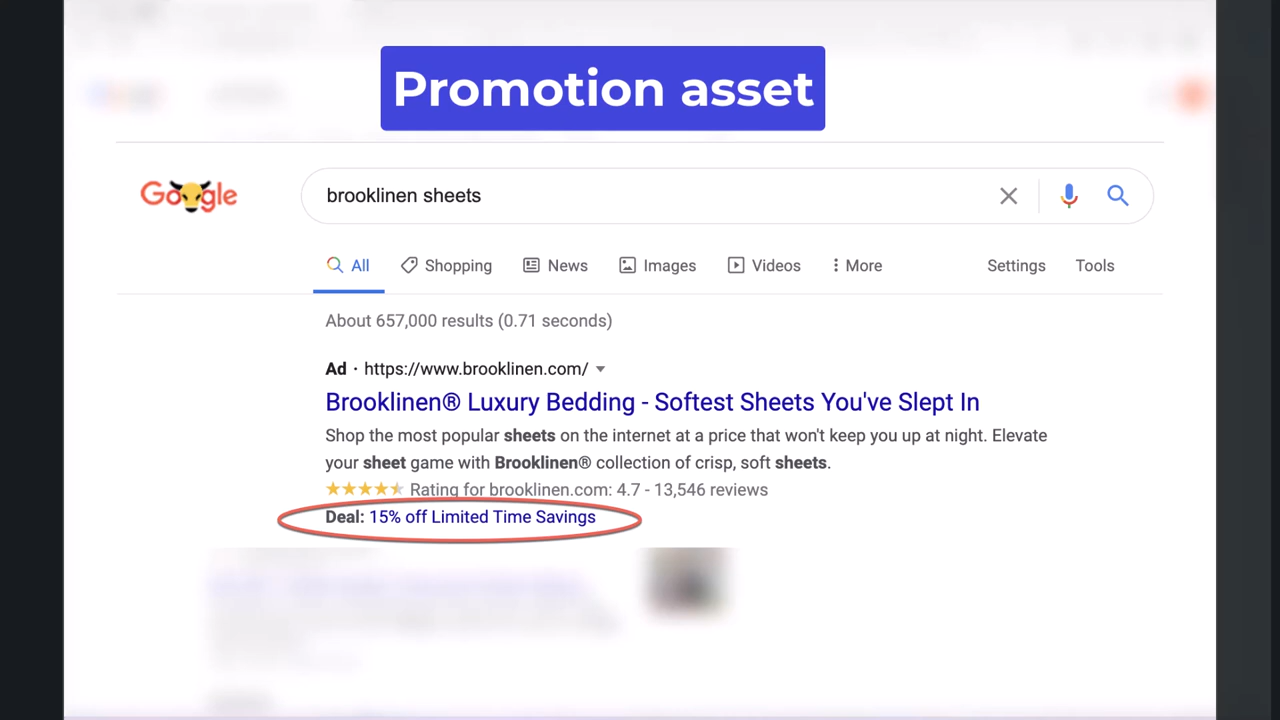 Promotion asset
Google
brooklinen sheets
All Shopping News Images Videos More Settings Tools
About 657,000 results (0.71 seconds)
Ad · https://www.brooklinen.com/
Brooklinen® Luxury Bedding - Softest Sheets You've Slept In
Shop the most popular sheets on the internet at a price that won't keep you up at night. Elevate
your sheet game with Brooklinen® collection of crisp, soft sheets.
Rating for brooklinen.com: 4.7 - 13,546 reviews
Deal: 15% off Limited Time Savings